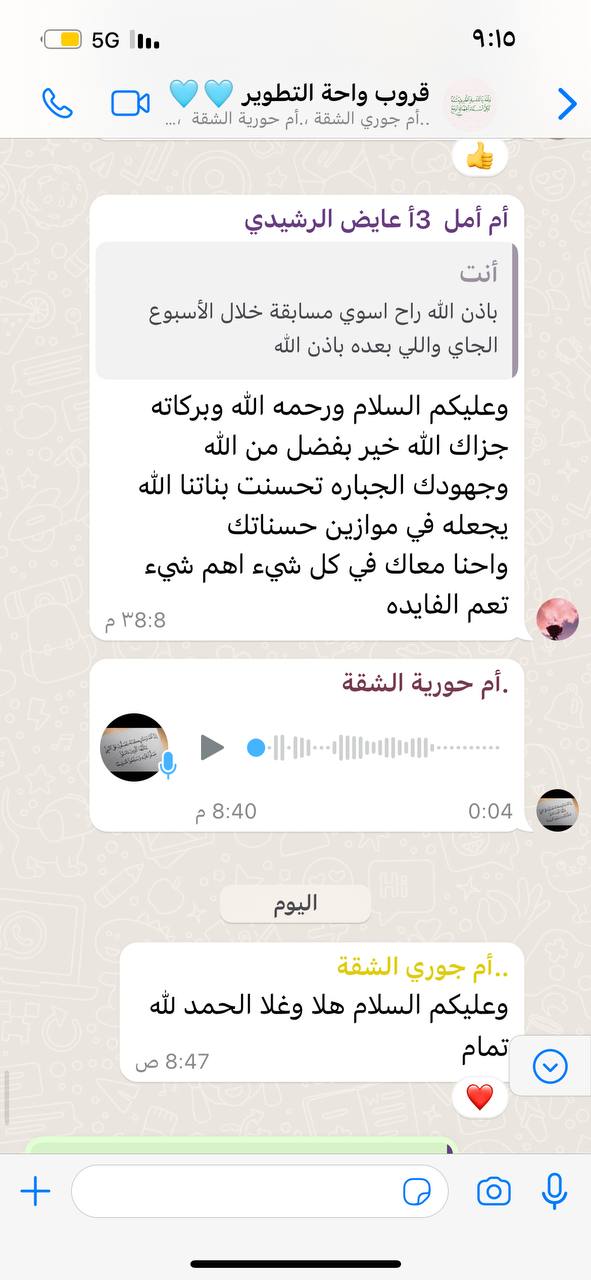 5G
٩:١٥
قروب واحة التطوير 🩵🩵
..أم جوري الشقة ،.أم حورية الشقة ،...
👍
أم أمل 3أ عايض الرشيدي
أنت
باذن الله راح اسوي مسابقة خلال الأسبوع
الجاي واللي بعده باذن الله
وعليكم السلام ورحمه الله وبركاته
جزاك الله خير بفضل من الله
وجهودك الجباره تحسنت بناتنا الله
يجعله في موازين حسناتك
واحنا معاك في كل شيء اهم شيء
تعم الفايده
٣8:8 م
.أم حورية الشقة
0:04
8:40 م
اليوم
..أم جوري الشقة
وعليكم السلام هلا وغلا الحمد لله
تمام
8:47 ص
❤️